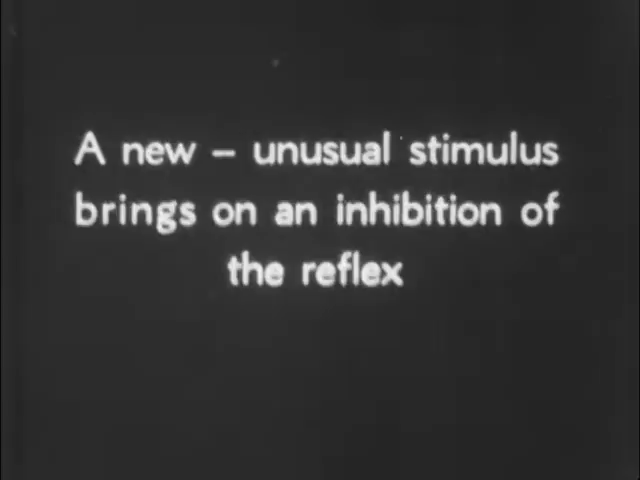 A new – unusual stimulus
brings on an inhibition of
the reflex